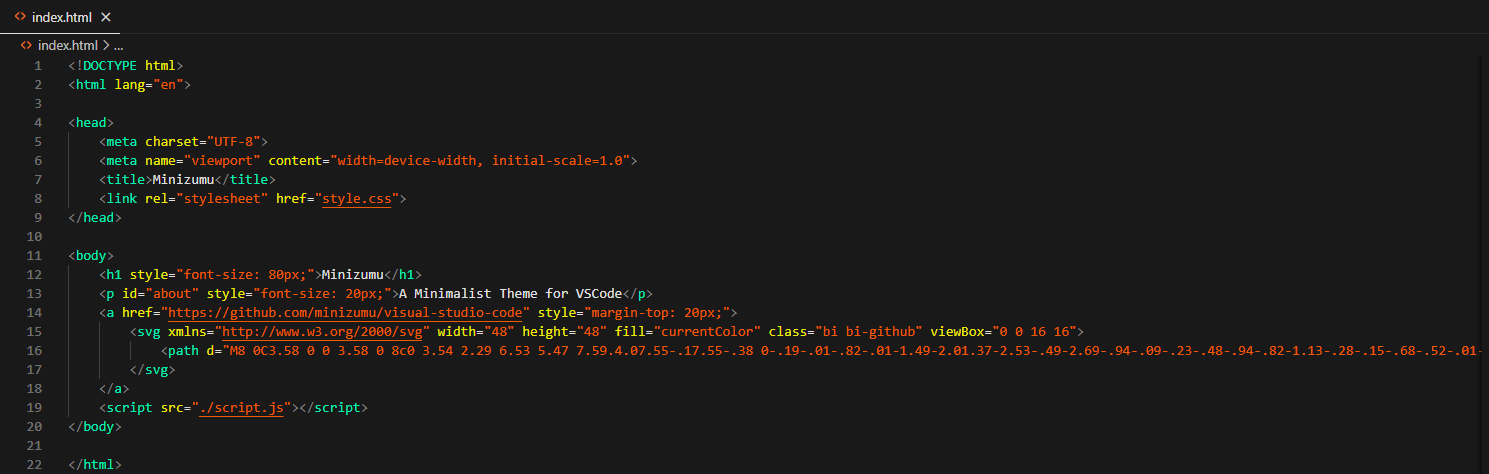 index.html
index.html > ...
1 <!DOCTYPE html>
2 <html lang="en">
3
4 <head>
5     <meta charset="UTF-8">
6     <meta name="viewport" content="width=device-width, initial-scale=1.0">
7     <title>Minizumu</title>
8     <link rel="stylesheet" href="style.css">
9 </head>
10
11 <body>
12     <h1 style="font-size: 80px;">Minizumu</h1>
13     <p id="about" style="font-size: 20px;">A Minimalist Theme for VSCode</p>
14     <a href="https://github.com/minizumu/visual-studio-code" style="margin-top: 20px;">
15         <svg xmlns="http://www.w3.org/2000/svg" width="48" height="48" fill="currentColor" class="bi bi-github" viewBox="0 0 16 16">
16             <path d="M8 0C3.58 0 0 3.58 0 8c0 3.54 2.29 6.53 5.47 7.59.4.07.55-.17.55-.38 0-.19-.01-.82-.01-1.49-2.01.37-2.53-.49-2.69-.94-.09-.23-.48-.94-.82-1.13-.28-.15-.68-.52-.01-
17         </svg>
18     </a>
19     <script src="./script.js"></script>
20 </body>
21
22 </html>